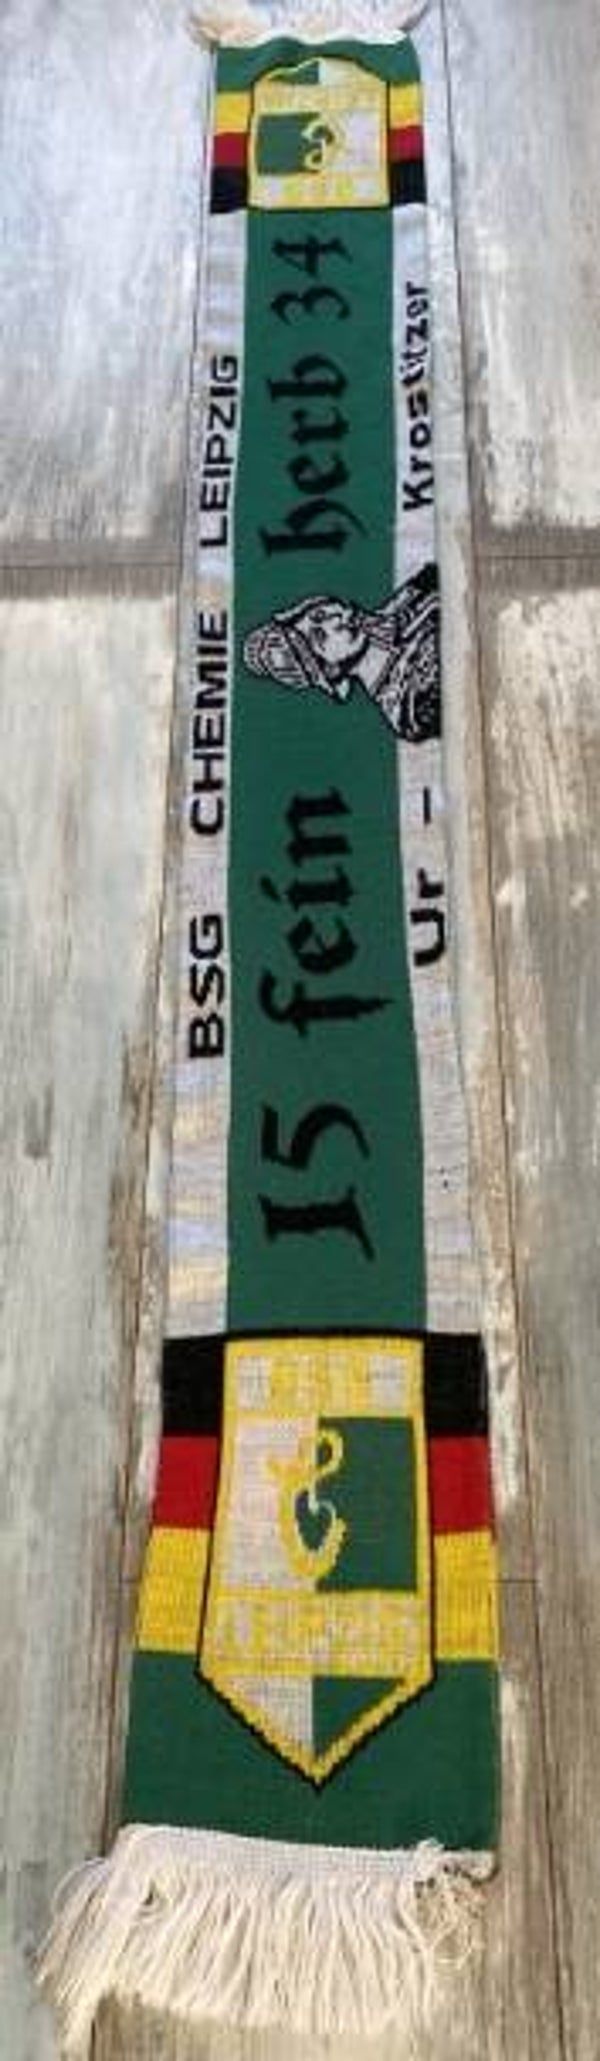 BSG CHEMIE LEIPZIG
15 fein herb 34
Ur - Krostitzer